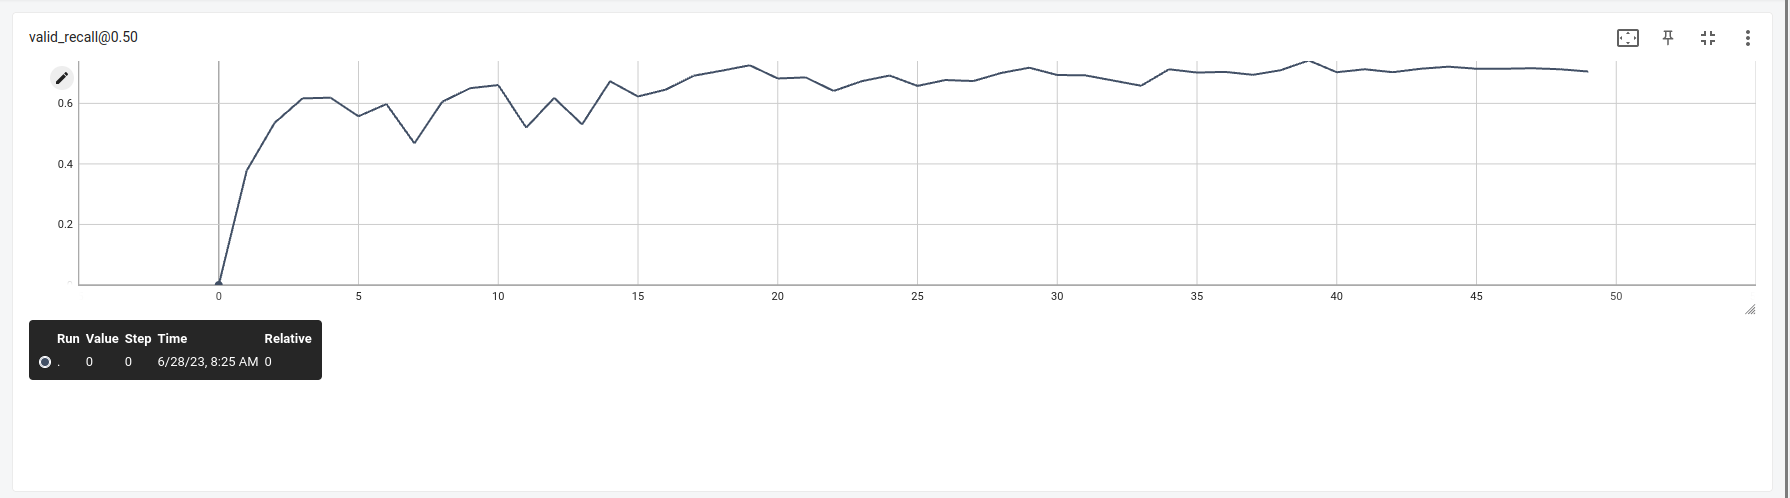 valid_recall@0.50
0.6
0.4
0.2
0 5 10 15 20 25 30 35 40 45 50
Run Value Step Time Relative
. 0 0 6/28/23, 8:25 AM 0